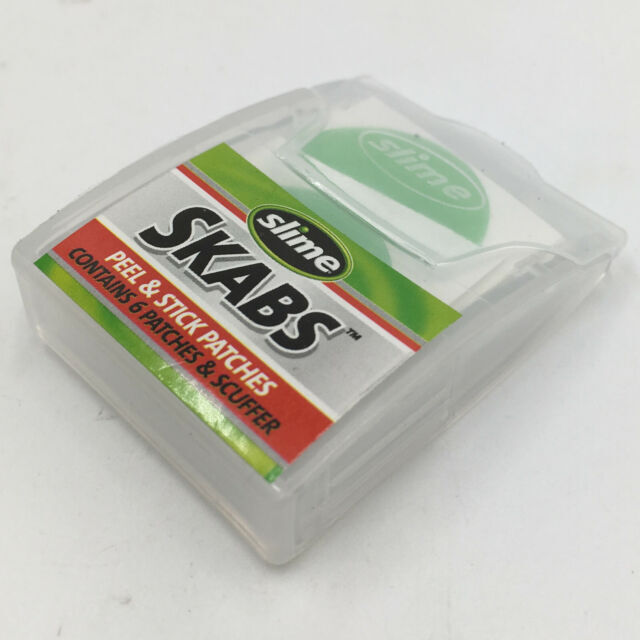 slime
slime
SKABS™
PEEL & STICK PATCHES
CONTAINS 6 PATCHES & SCUFFER